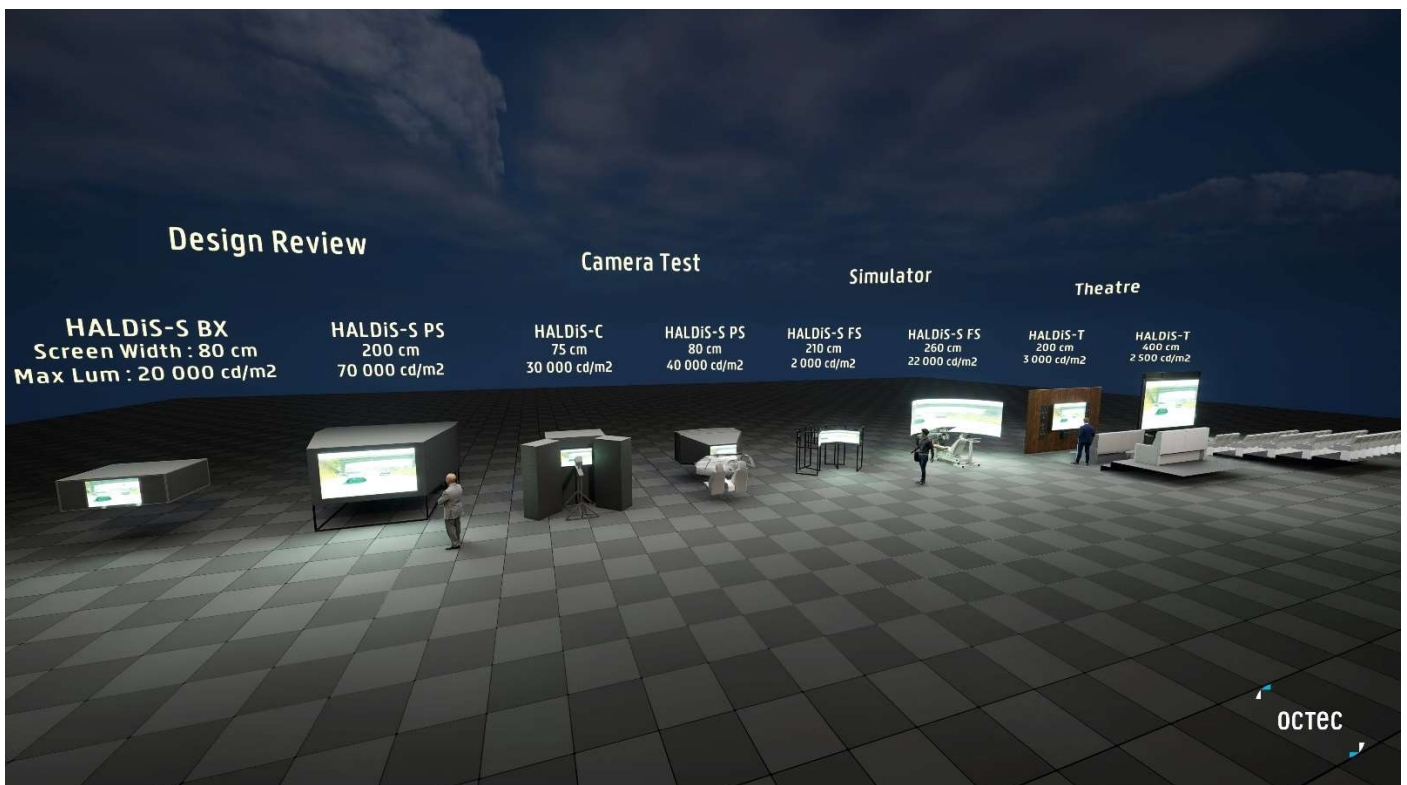 Design Review
Camera Test
Simulator
Theatre
HALDiS-S BX
Screen Width : 80 cm
Max Lum : 20 000 cd/m2
HALDiS-S PS
200 cm
70 000 cd/m2
HALDiS-C
75 cm
30 000 cd/m2
HALDiS-S PS
80 cm
40 000 cd/m2
HALDiS-S FS
210 cm
2 000 cd/m2
HALDiS-S FS
260 cm
22 000 cd/m2
HALDiS-T
200 cm
3 000 cd/m2
HALDiS-T
400 cm
2 500 cd/m2
OCTEC